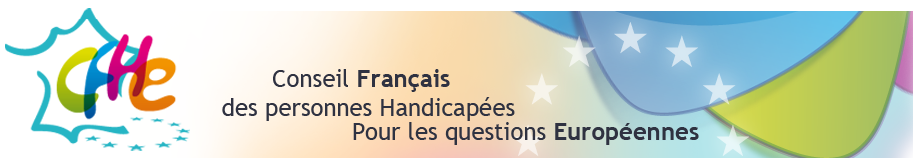 CFHe
Conseil Français
des personnes Handicapées
Pour les questions Européennes